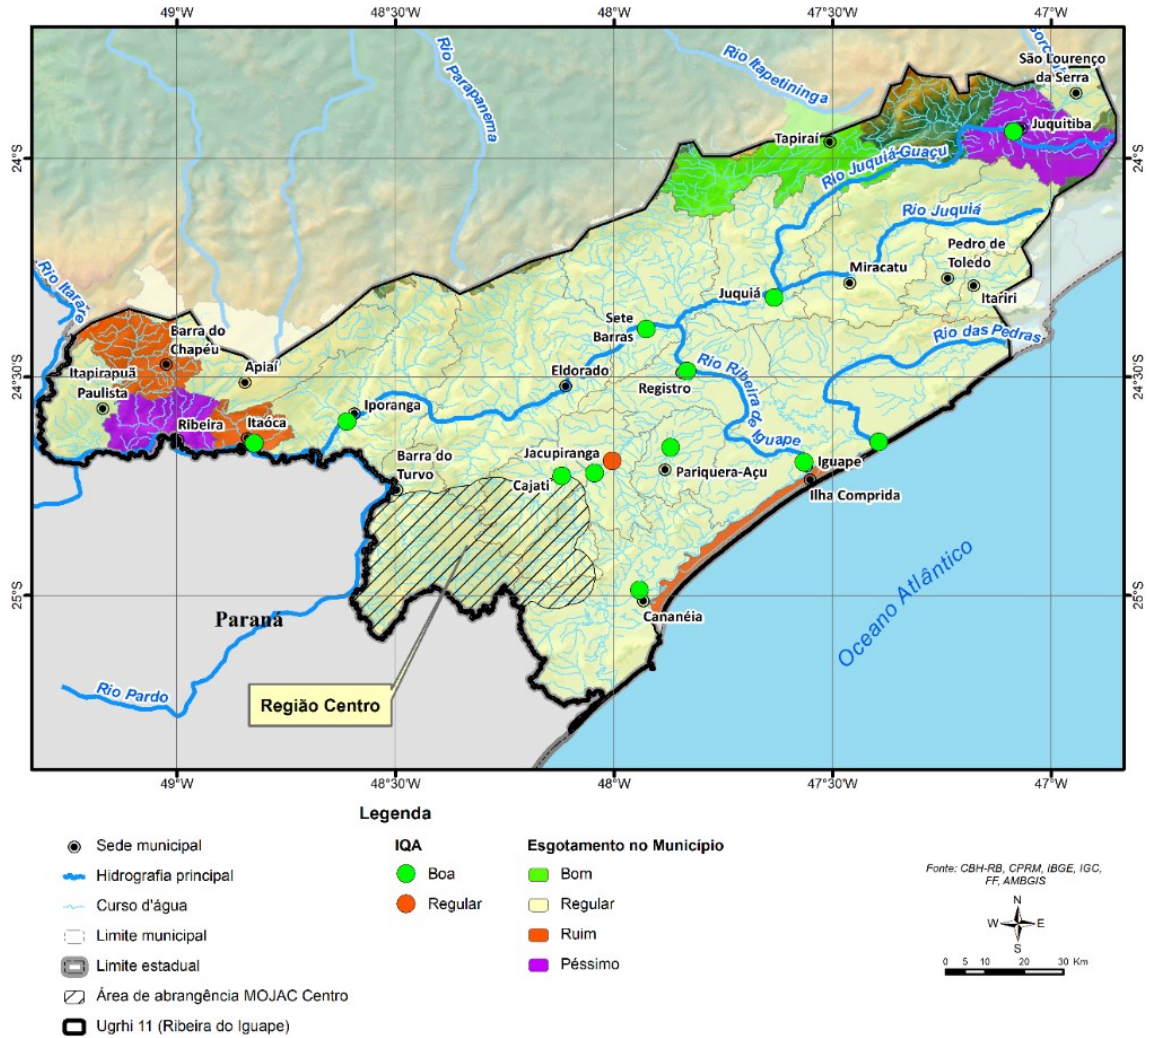 49°W
48°30'W
48°W
47°30'W
47°W
Rio Parapanema
Rio Itapetininga
São Lourenço
da Serra
Juquitiba
Tapiraí
24°S
24°S
Rio Juquiá-Guaçu
Rio Juquiá
Pedro de
Toledo
Miracatu
Itariri
Juquiá
Rio Itararé
Sete
Barras
Rio das Pedras
Barra do
Chapéu
Apiaí
24°30'S
24°30'S
Itapirapuã
Paulista
Eldorado
Registro
Rio Ribeira de Iguape
Iporanga
Ribeira
Itaóca
Barra do
Turvo
Jacupiranga
Cajati
Pariquera-Açu
Iguape
Ilha Comprida
25°S
25°S
Cananéia
Oceano Atlântico
Paraná
Rio Pardo
Região Centro
49°W
48°30'W
48°W
47°30'W
47°W
Legenda
Sede municipal
Hidrografia principal
Curso d'água
Limite municipal
Limite estadual
Área de abrangência MOJAC Centro
Ugrhi 11 (Ribeira do Iguape)
IQA
Boa
Regular
Esgotamento no Município
Bom
Regular
Ruim
Péssimo
Fonte: CBH-RB, CPRM, IBGE, IGC,
FF, AMBGIS
N
W E
S
0 5 10 20 30 Km